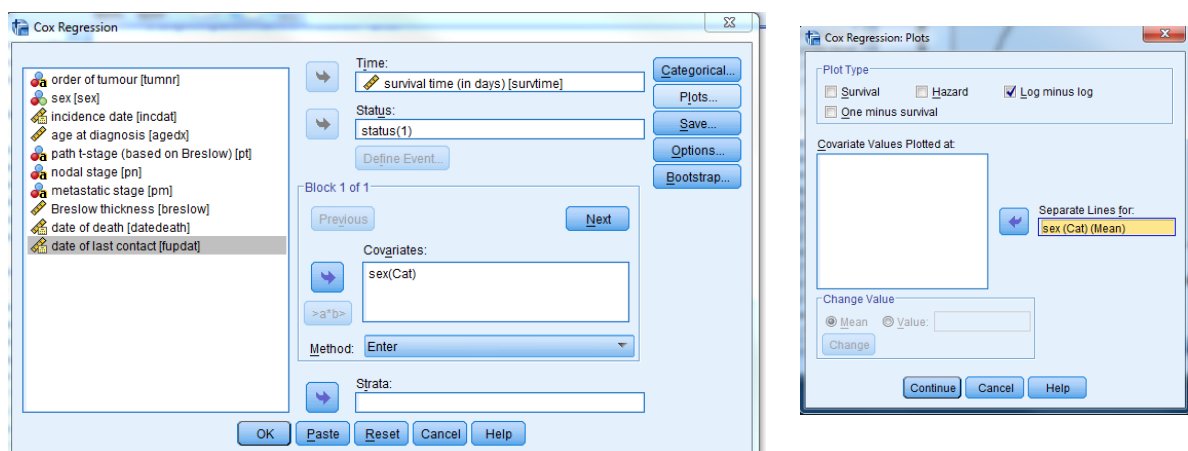 Cox Regression
order of tumour [tumnr]
sex [sex]
incidence date [incdat]
age at diagnosis [agedx]
path t-stage (based on Breslow) [pt]
nodal stage [pn]
metastatic stage [pm]
Breslow thickness [breslow]
date of death [datedeath]
date of last contact [fupdat]
Time:
survival time (in days) [survtime]
Status:
status(1)
Define Event...
Block 1 of 1
Previous
Next
Covariates:
sex(Cat)
>a*b>
Method: Enter
Strata:
Categorical...
Plots...
Save...
Options...
Bootstrap...
OK Paste Reset Cancel Help
Cox Regression: Plots
Plot Type
Survival Hazard Log minus log
One minus survival
Covariate Values Plotted at:
Separate Lines for:
sex (Cat) (Mean)
Change Value
Mean Value:
Change
Continue Cancel Help